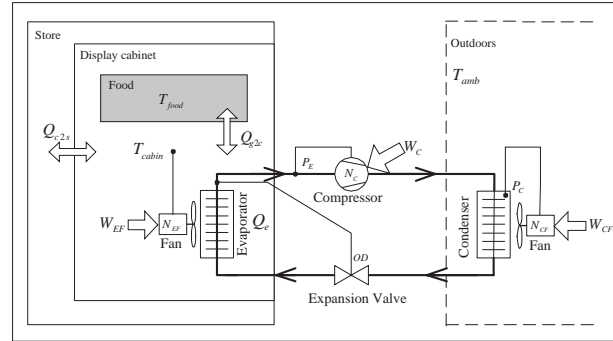 Store
Outdoors
Display cabinet
T_amb
Food
T_food
Q_c2s
Q_g2c
T_cabin
P_E
N_C
W_C
Compressor
P_C
W_EF
N_EF
Fan
Evaporator
Q_e
Condenser
N_CF
Fan
W_CF
OD
Expansion Valve